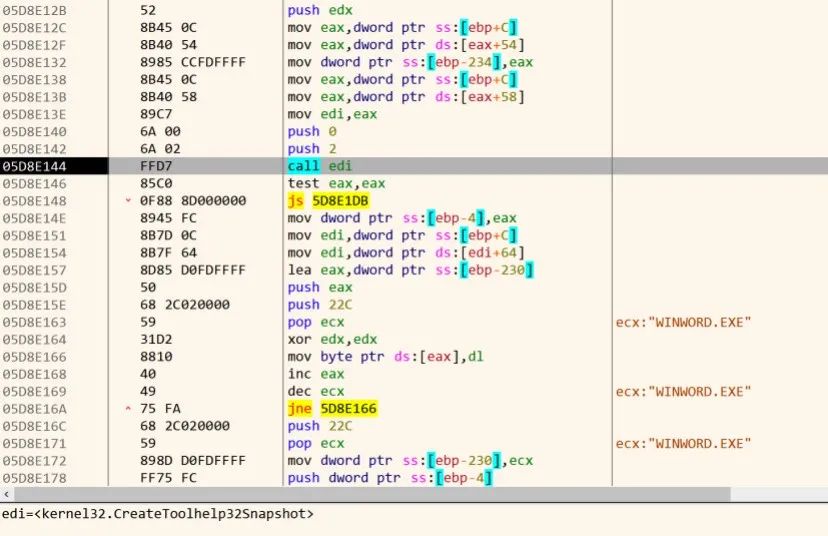 05D8E12B 52 push edx
05D8E12C 8B45 0C mov eax,dword ptr ss:[ebp+C]
05D8E12F 8B40 54 mov eax,dword ptr ds:[eax+54]
05D8E132 8985 CCFDFFFF mov dword ptr ss:[ebp-234],eax
05D8E138 8B45 0C mov eax,dword ptr ss:[ebp+C]
05D8E13B 8B40 58 mov eax,dword ptr ds:[eax+58]
05D8E13E 89C7 mov edi,eax
05D8E140 6A 00 push 0
05D8E142 6A 02 push 2
05D8E144 FFD7 call edi
05D8E146 85C0 test eax,eax
05D8E148 0F88 8D000000 js 5D8E1DB
05D8E14E 8945 FC mov dword ptr ss:[ebp-4],eax
05D8E151 8B7D 0C mov edi,dword ptr ss:[ebp+C]
05D8E154 8B7F 64 mov edi,dword ptr ds:[edi+64]
05D8E157 8D85 D0FDFFFF lea eax,dword ptr ss:[ebp-230]
05D8E15D 50 push eax
05D8E15E 68 2C020000 push 22C
05D8E163 59 pop ecx ecx:"WINWORD.EXE"
05D8E164 31D2 xor edx,edx
05D8E166 8810 mov byte ptr ds:[eax],dl
05D8E168 40 inc eax
05D8E169 49 dec ecx ecx:"WINWORD.EXE"
05D8E16A 75 FA jne 5D8E166
05D8E16C 68 2C020000 push 22C
05D8E171 59 pop ecx ecx:"WINWORD.EXE"
05D8E172 898D D0FDFFFF mov dword ptr ss:[ebp-230],ecx
05D8E178 FF75 FC push dword ptr ss:[ebp-4]
edi=<kernel32.CreateToolhelp32Snapshot>